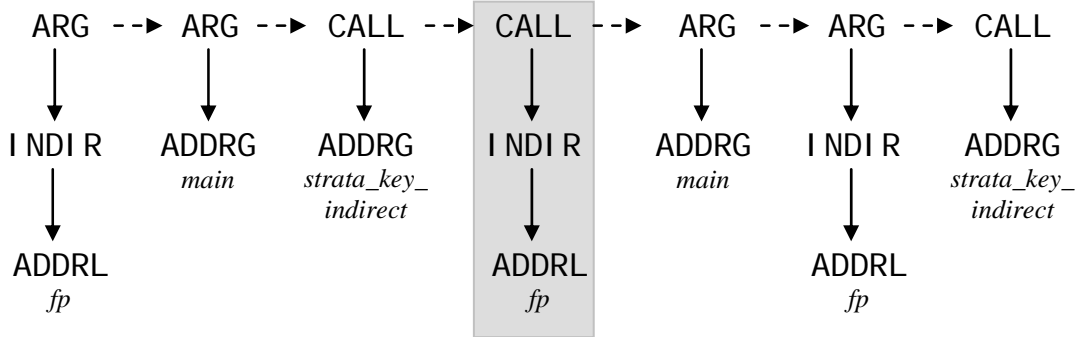 ARG ARG CALL CALL ARG ARG CALL
INDIR ADDRG ADDRG INDIR ADDRG INDIR ADDRG
main strata_key_ main strata_key_
indirect indirect
ADDRL ADDRL ADDRL
fp fp fp